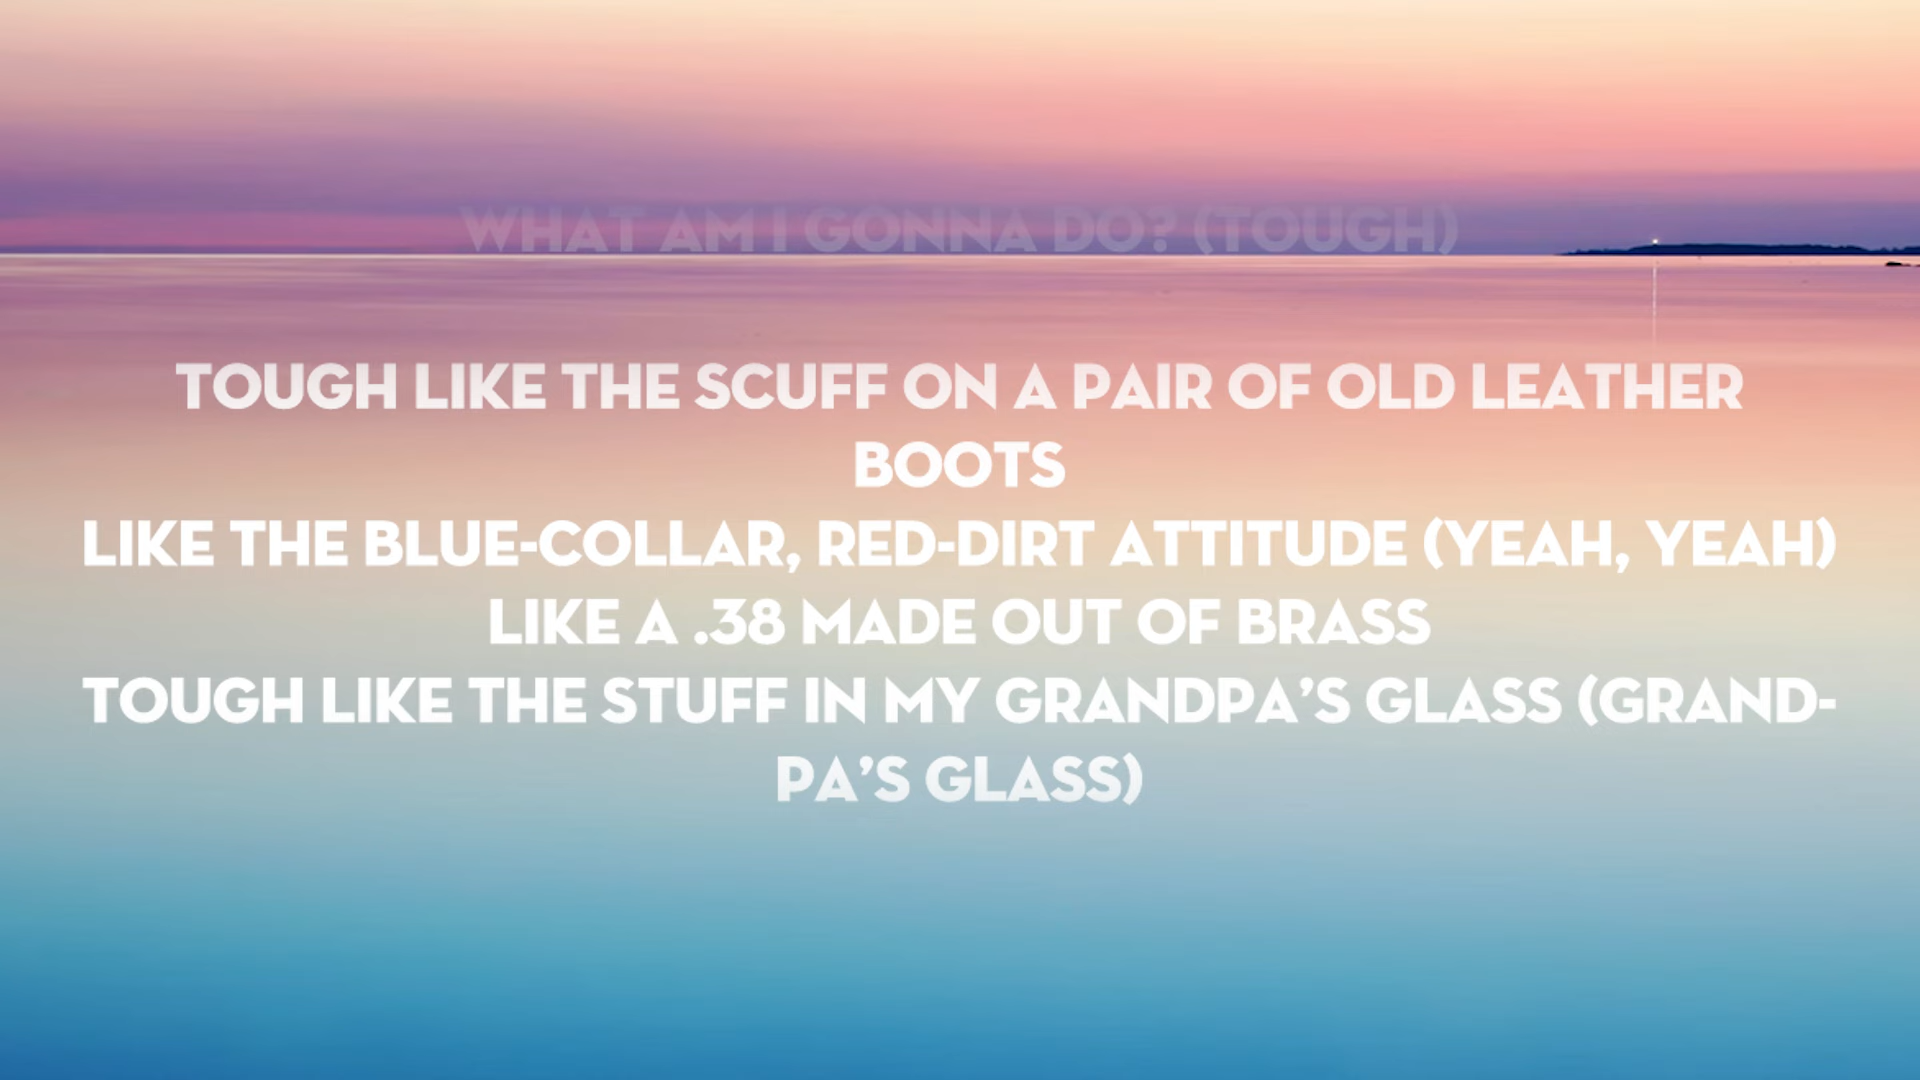 WHAT AM I GONNA DO? (TOUGH)
TOUGH LIKE THE SCUFF ON A PAIR OF OLD LEATHER
BOOTS
LIKE THE BLUE-COLLAR, RED-DIRT ATTITUDE (YEAH, YEAH)
LIKE A .38 MADE OUT OF BRASS
TOUGH LIKE THE STUFF IN MY GRANDPA’S GLASS (GRAND-
PA’S GLASS)